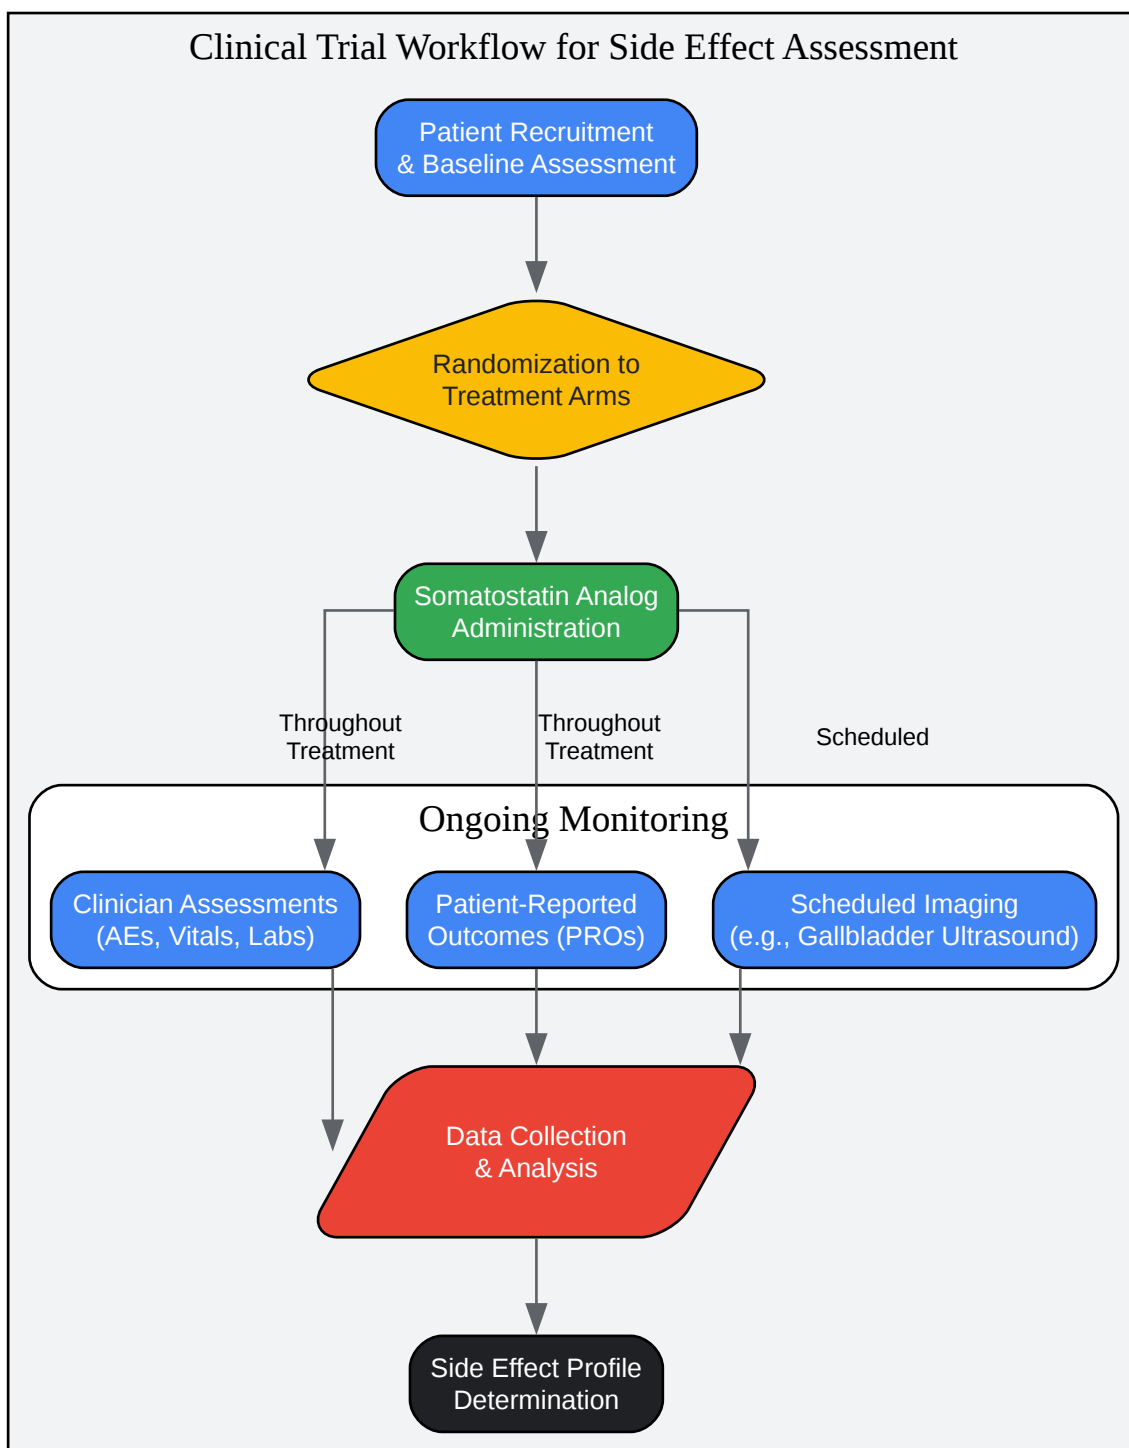 Clinical Trial Workflow for Side Effect Assessment
Patient Recruitment
& Baseline Assessment
Randomization to
Treatment Arms
Somatostatin Analog
Administration
Throughout
Treatment
Throughout
Treatment
Scheduled
Ongoing Monitoring
Clinician Assessments
(AEs, Vitals, Labs)
Patient-Reported
Outcomes (PROs)
Scheduled Imaging
(e.g., Gallbladder Ultrasound)
Data Collection
& Analysis
Side Effect Profile
Determination